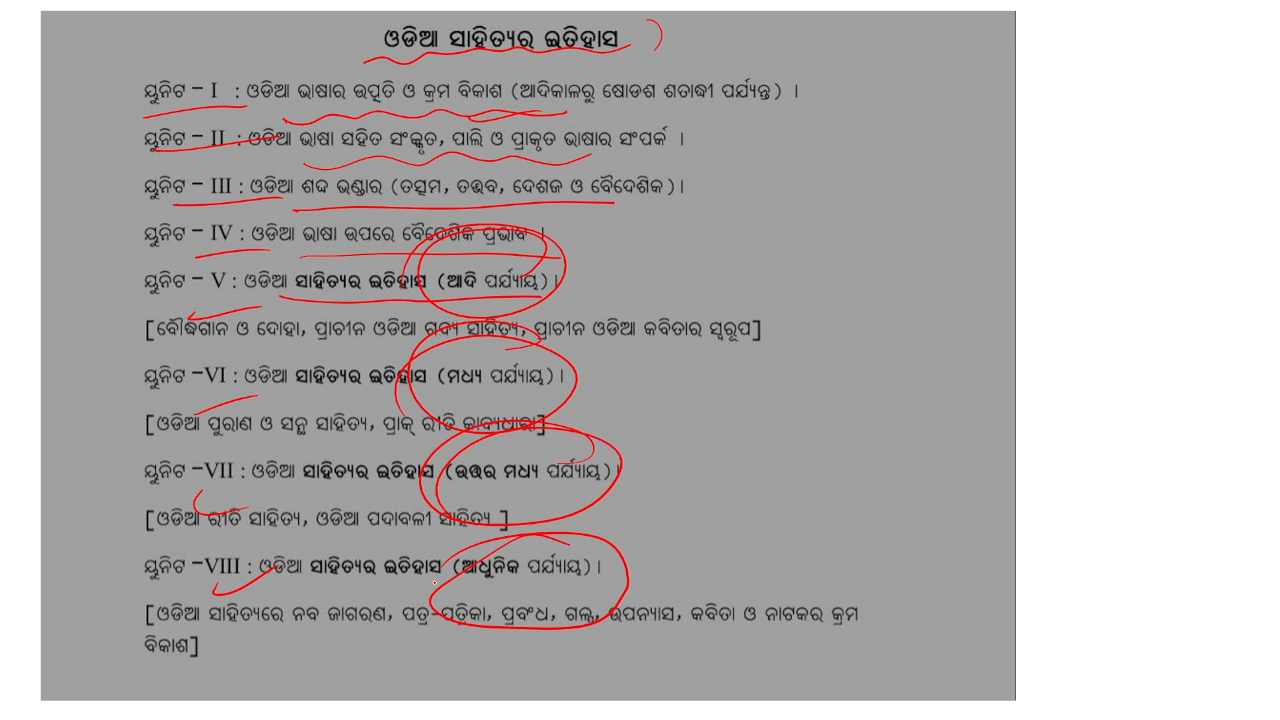 ଓଡିଆ ସାହିତ୍ୟର ଇତିହାସ
ୟୁନିଟ – I : ଓଡିଆ ଭାଷାର ଉତ୍ପତି ଓ କ୍ରମ ବିକାଶ (ଆଦିକାଳରୁ ଷୋଡଶ ଶତାବ୍ଦୀ ପର୍ଯ୍ୟନ୍ତ) ।
ୟୁନିଟ – II : ଓଡିଆ ଭାଷା ସହିତ ସଂସ୍କୃତ, ପାଲି ଓ ପ୍ରାକୃତ ଭାଷାର ସଂପର୍କ ।
ୟୁନିଟ – III : ଓଡିଆ ଶବ୍ଦ ଭଣ୍ଡାର (ତତ୍ସମ, ତଦ୍ଭବ, ଦେଶଜ ଓ ବୈଦେଶିକ)।
ୟୁନିଟ – IV : ଓଡିଆ ଭାଷା ଉପରେ ବୈଦେଶିକ ପ୍ରଭାବ ।
ୟୁନିଟ – V : ଓଡିଆ ସାହିତ୍ୟର ଇତିହାସ (ଆଦି ପର୍ଯ୍ୟାୟ)।
[ବୌଦ୍ଧଗାନ ଓ ଦୋହା, ପ୍ରାଚୀନ ଓଡିଆ ଗଦ୍ୟ ସାହିତ୍ୟ, ପ୍ରାଚୀନ ଓଡିଆ କବିତାର ସ୍ୱରୂପ]
ୟୁନିଟ –VI : ଓଡିଆ ସାହିତ୍ୟର ଇତିହାସ (ମଧ୍ୟ ପର୍ଯ୍ୟାୟ)।
[ଓଡିଆ ପୁରାଣ ଓ ସନ୍ଥ ସାହିତ୍ୟ, ପ୍ରାକ୍ ରୀତି କାବ୍ୟଧାରା]
ୟୁନିଟ –VII : ଓଡିଆ ସାହିତ୍ୟର ଇତିହାସ (ଉତ୍ତର ମଧ୍ୟ ପର୍ଯ୍ୟାୟ)।
[ଓଡିଆ ରୀତି ସାହିତ୍ୟ, ଓଡିଆ ପଦାବଳୀ ସାହିତ୍ୟ ]
ୟୁନିଟ –VIII : ଓଡିଆ ସାହିତ୍ୟର ଇତିହାସ (ଆଧୁନିକ ପର୍ଯ୍ୟାୟ)।
[ଓଡିଆ ସାହିତ୍ୟରେ ନବ ଜାଗରଣ, ପତ୍ର-ପତ୍ରିକା, ପ୍ରବଂଧ, ଗଳ୍ପ, ଉପନ୍ୟାସ, କବିତା ଓ ନାଟକର କ୍ରମ
ବିକାଶ]